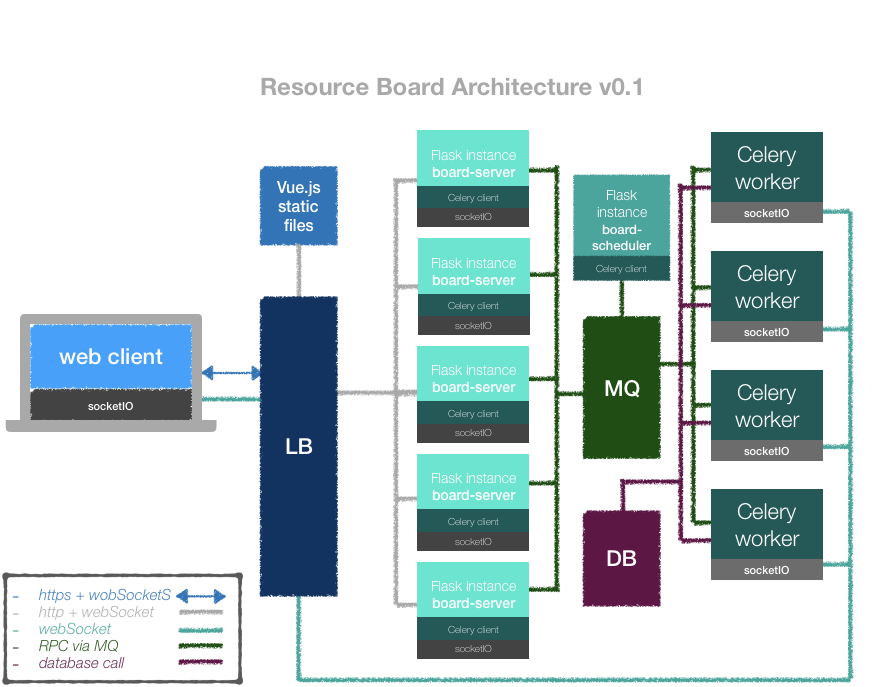 Resource Board Architecture v0.1
Vue.js
static
files
web client
socketIO
LB
Flask instance
board-server
Celery client
socketIO
Flask instance
board-server
Celery client
socketIO
Flask instance
board-server
Celery client
socketIO
Flask instance
board-server
Celery client
socketIO
Flask instance
board-server
Celery client
socketIO
Flask
instance
board-
scheduler
Celery client
MQ
DB
Celery
worker
socketIO
Celery
worker
socketIO
Celery
worker
socketIO
Celery
worker
socketIO
- https + wobSocketS
- http + webSocket
- webSocket
- RPC via MQ
- database call